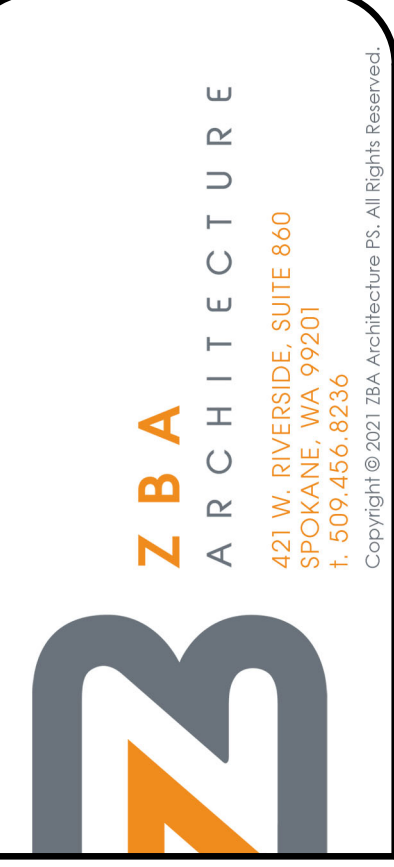 ZBA
ARCHITECTURE
421 W. RIVERSIDE, SUITE 860
SPOKANE, WA 99201
t. 509.456.8236
Copyright © 2021 ZBA Architecture PS. All Rights Reserved.